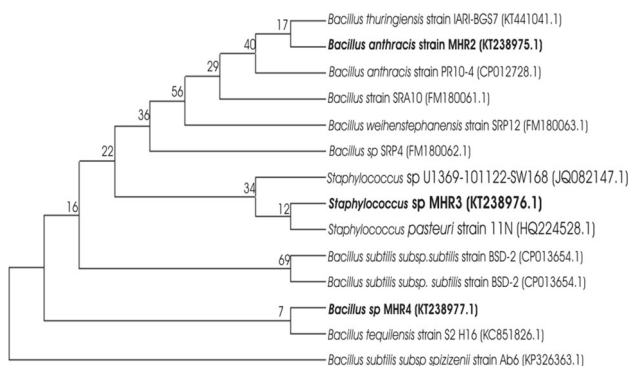 Bacillus thuringiensis strain IARI-BGS7 (KT441041.1)
17
Bacillus anthracis strain MHR2 (KT238975.1)
40
Bacillus anthracis strain PR10-4 (CP012728.1)
29
Bacillus strain SRA10 (FM180061.1)
56
Bacillus weihenstephanensis strain SRP12 (FM180063.1)
36
Bacillus sp SRP4 (FM180062.1)
22
Staphylococcus sp U1369-101122-SW168 (JQ082147.1)
34
Staphylococcus sp MHR3 (KT238976.1)
12
Staphylococcus pasteuri strain 11N (HQ224528.1)
16
Bacillus subtilis subsp.subtilis strain BSD-2 (CP013654.1)
69
Bacillus subtilis subsp. subtilis strain BSD-2 (CP013654.1)
Bacillus sp MHR4 (KT238977.1)
7
Bacillus tequilensis strain S2 H16 (KC851826.1)
Bacillus subtilis subsp spizizenii strain Ab6 (KP326363.1)